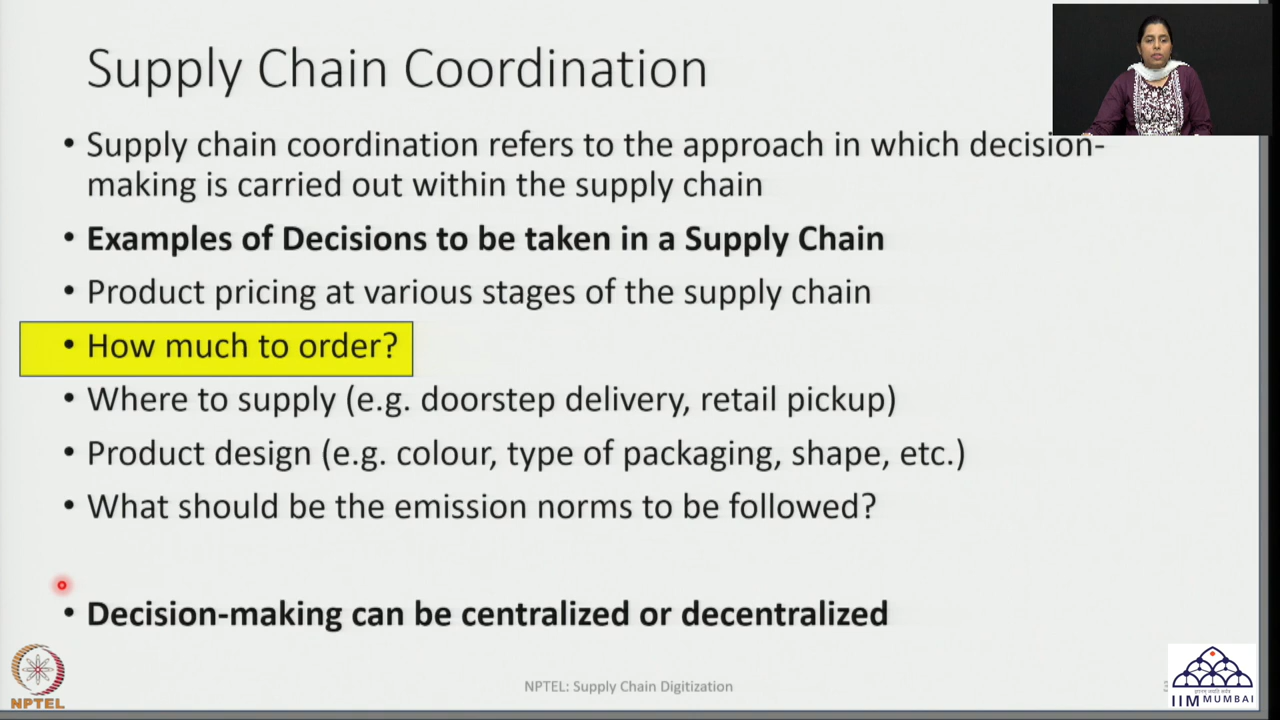 Supply Chain Coordination
• Supply chain coordination refers to the approach in which decision-
making is carried out within the supply chain
• Examples of Decisions to be taken in a Supply Chain
• Product pricing at various stages of the supply chain
• How much to order?
• Where to supply (e.g. doorstep delivery, retail pickup)
• Product design (e.g. colour, type of packaging, shape, etc.)
• What should be the emission norms to be followed?
• Decision-making can be centralized or decentralized
NPTEL
NPTEL: Supply Chain Digitization
IIM MUMBAI